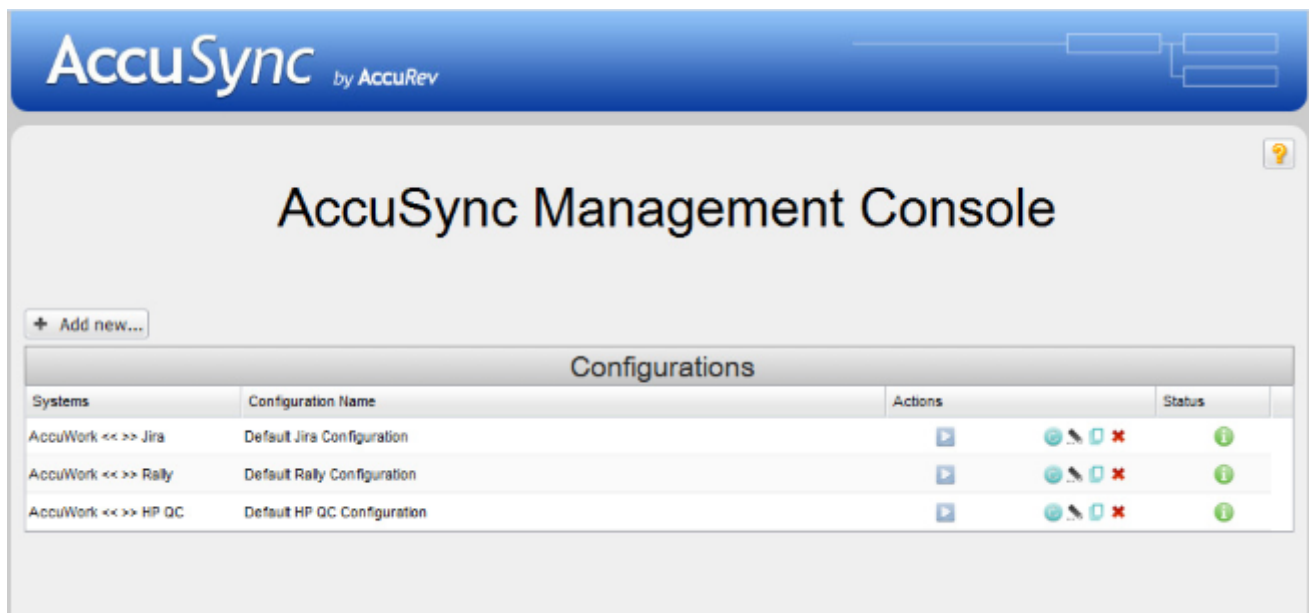 AccuSync by AccuRev
AccuSync Management Console
+ Add new...
Configurations
Systems Configuration Name Actions Status
AccuWork << >> Jira Default Jira Configuration
AccuWork << >> Rally Default Rally Configuration
AccuWork << >> HP QC Default HP QC Configuration